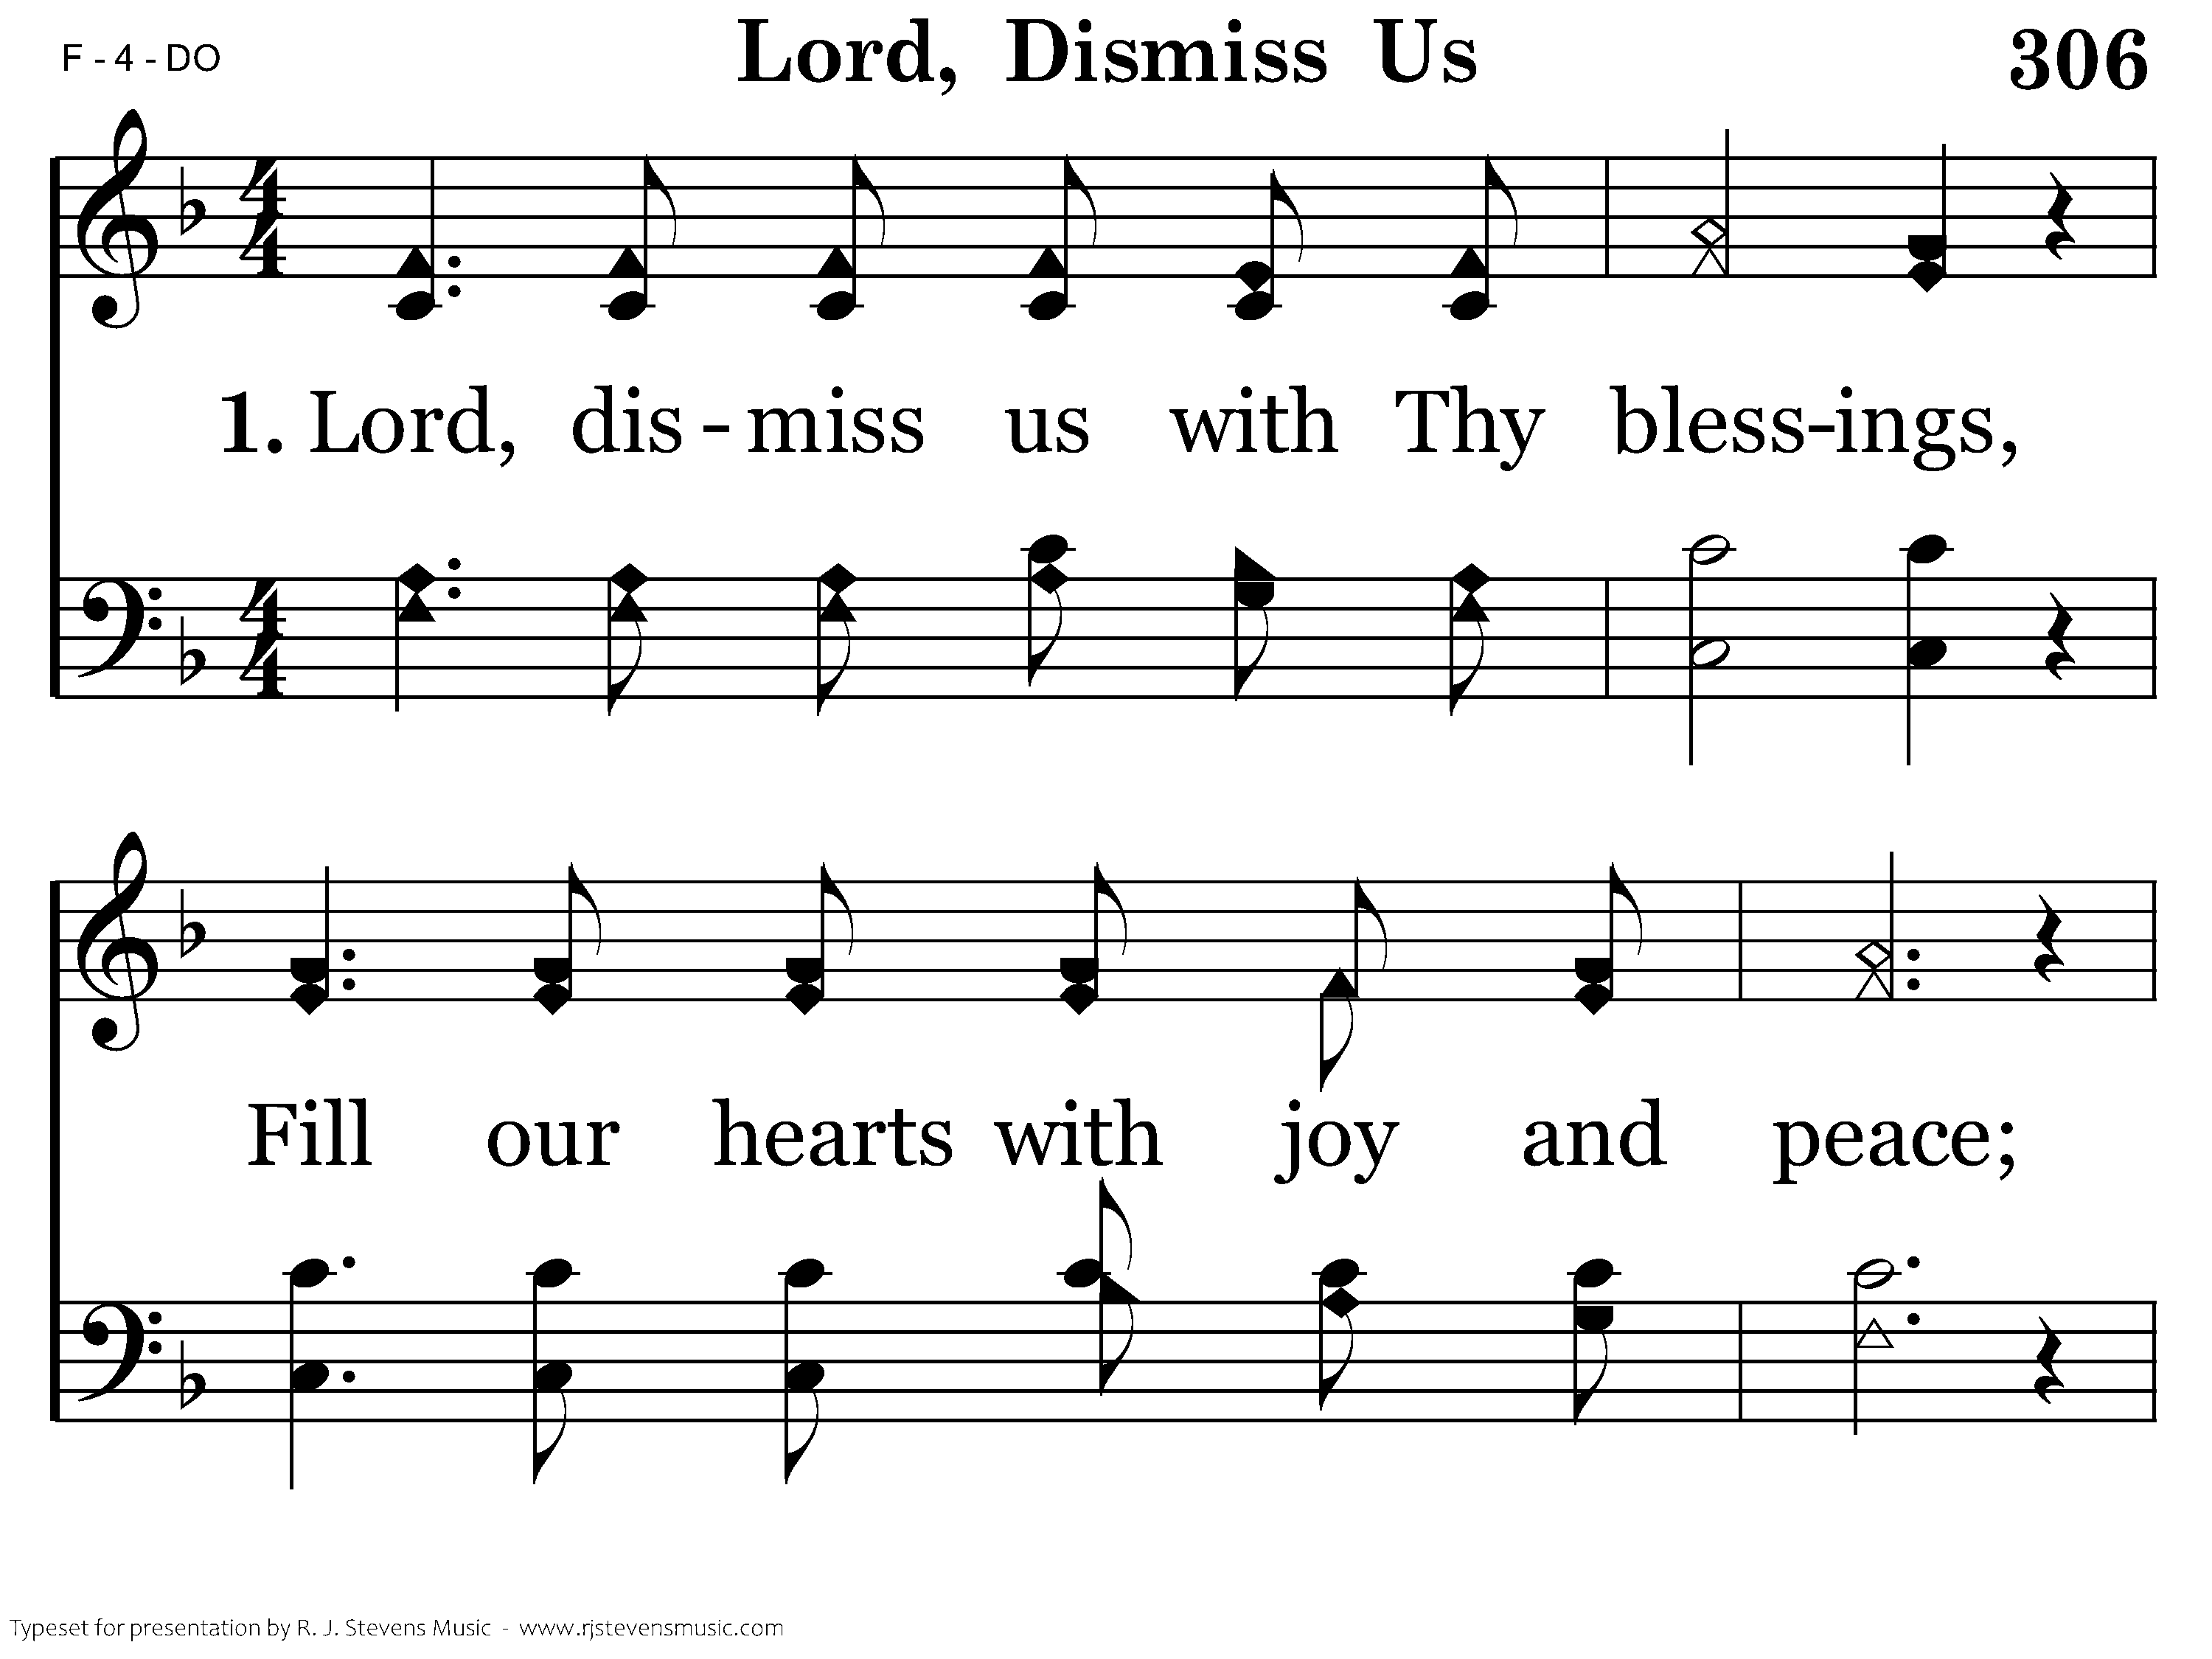 F - 4 - DO
Lord, Dismiss Us
306
1. Lord, dis - miss us with Thy bless-ings,
Fill our hearts with joy and peace;
Typeset for presentation by R. J. Stevens Music - www.rjstevensmusic.com